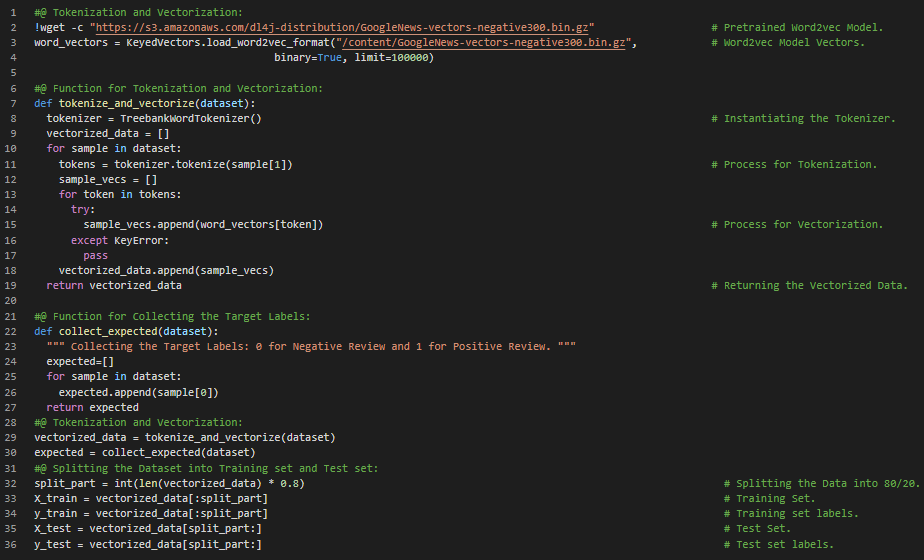 1 #@ Tokenization and Vectorization:
2 !wget -c "https://s3.amazonaws.com/dl4j-distribution/GoogleNews-vectors-negative300.bin.gz" # Pretrained Word2vec Model.
3 word_vectors = KeyedVectors.load_word2vec_format("/content/GoogleNews-vectors-negative300.bin.gz", # Word2vec Model Vectors.
4 binary=True, limit=100000)
5
6 #@ Function for Tokenization and Vectorization:
7 def tokenize_and_vectorize(dataset):
8 tokenizer = TreebankWordTokenizer() # Instantiating the Tokenizer.
9 vectorized_data = []
10 for sample in dataset:
11 tokens = tokenizer.tokenize(sample[1]) # Process for Tokenization.
12 sample_vecs = []
13 for token in tokens:
14 try:
15 sample_vecs.append(word_vectors[token]) # Process for Vectorization.
16 except KeyError:
17 pass
18 vectorized_data.append(sample_vecs)
19 return vectorized_data # Returning the Vectorized Data.
20
21 #@ Function for Collecting the Target Labels:
22 def collect_expected(dataset):
23 """ Collecting the Target Labels: 0 for Negative Review and 1 for Positive Review. """
24 expected=[]
25 for sample in dataset:
26 expected.append(sample[0])
27 return expected
28 #@ Tokenization and Vectorization:
29 vectorized_data = tokenize_and_vectorize(dataset)
30 expected = collect_expected(dataset)
31 #@ Splitting the Dataset into Training set and Test set:
32 split_part = int(len(vectorized_data) * 0.8) # Splitting the Data into 80/20.
33 X_train = vectorized_data[:split_part] # Training Set.
34 y_train = vectorized_data[:split_part] # Training set labels.
35 X_test = vectorized_data[split_part:] # Test Set.
36 y_test = vectorized_data[split_part:] # Test set labels.